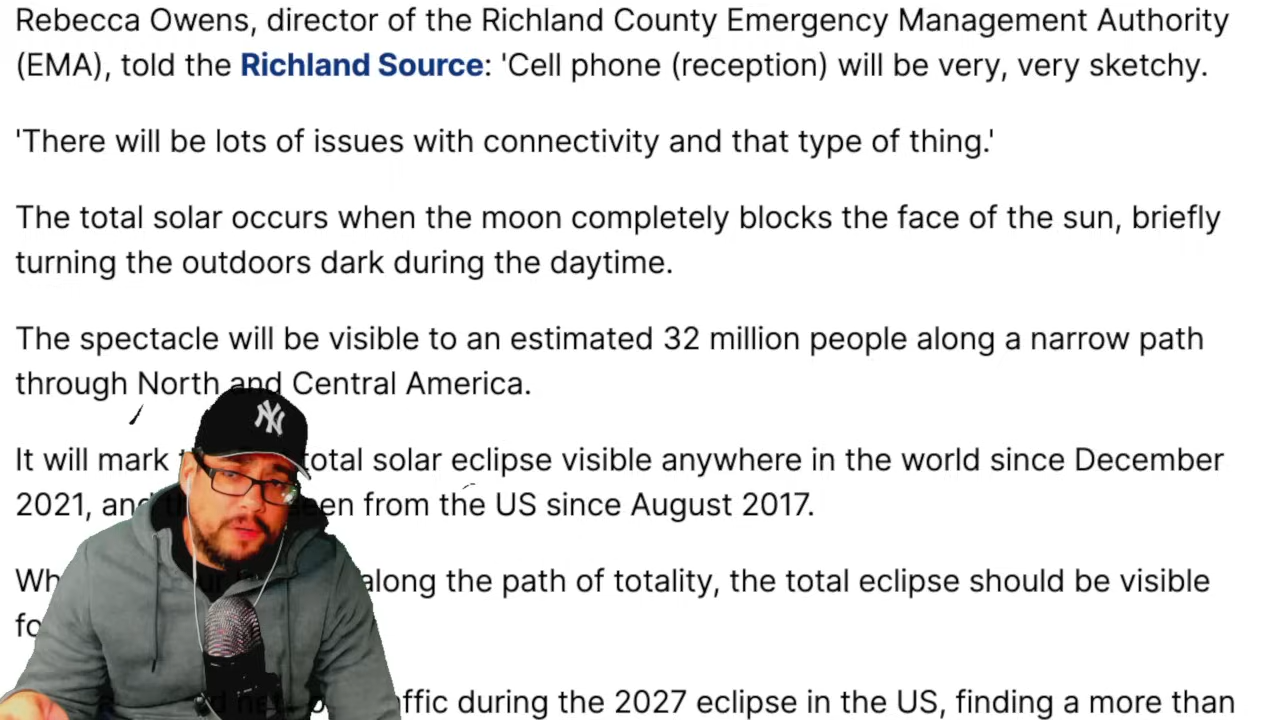 Rebecca Owens, director of the Richland County Emergency Management Authority
(EMA), told the Richland Source: 'Cell phone (reception) will be very, very sketchy.
'There will be lots of issues with connectivity and that type of thing.'
The total solar occurs when the moon completely blocks the face of the sun, briefly
turning the outdoors dark during the daytime.
The spectacle will be visible to an estimated 32 million people along a narrow path
through North and Central America.
NY
It will mark total solar eclipse visible anywhere in the world since December
2021, and from the US since August 2017.
along the path of totality, the total eclipse should be visible
during the 2027 eclipse in the US, finding a more than